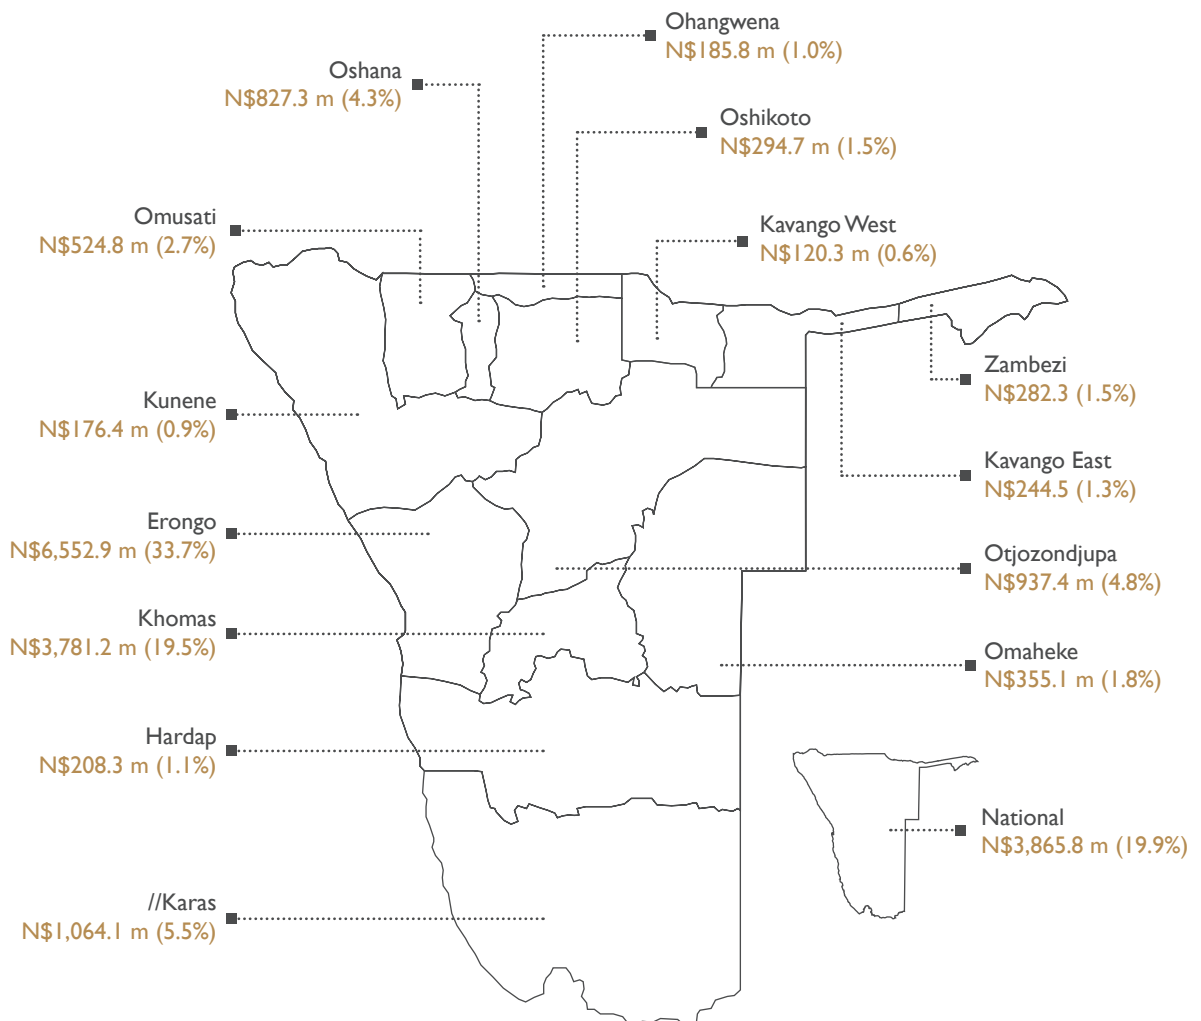 Ohangwena
N$185.8 m (1.0%)
Oshana
N$827.3 m (4.3%)
Oshikoto
N$294.7 m (1.5%)
Omusati
N$524.8 m (2.7%)
Kavango West
N$120.3 m (0.6%)
Zambezi
N$282.3 (1.5%)
Kunene
N$176.4 m (0.9%)
Kavango East
N$244.5 (1.3%)
Erongo
N$6,552.9 m (33.7%)
Otjozondjupa
N$937.4 m (4.8%)
Khomas
N$3,781.2 m (19.5%)
Omaheke
N$355.1 m (1.8%)
Hardap
N$208.3 m (1.1%)
National
N$3,865.8 m (19.9%)
//Karas
N$1,064.1 m (5.5%)